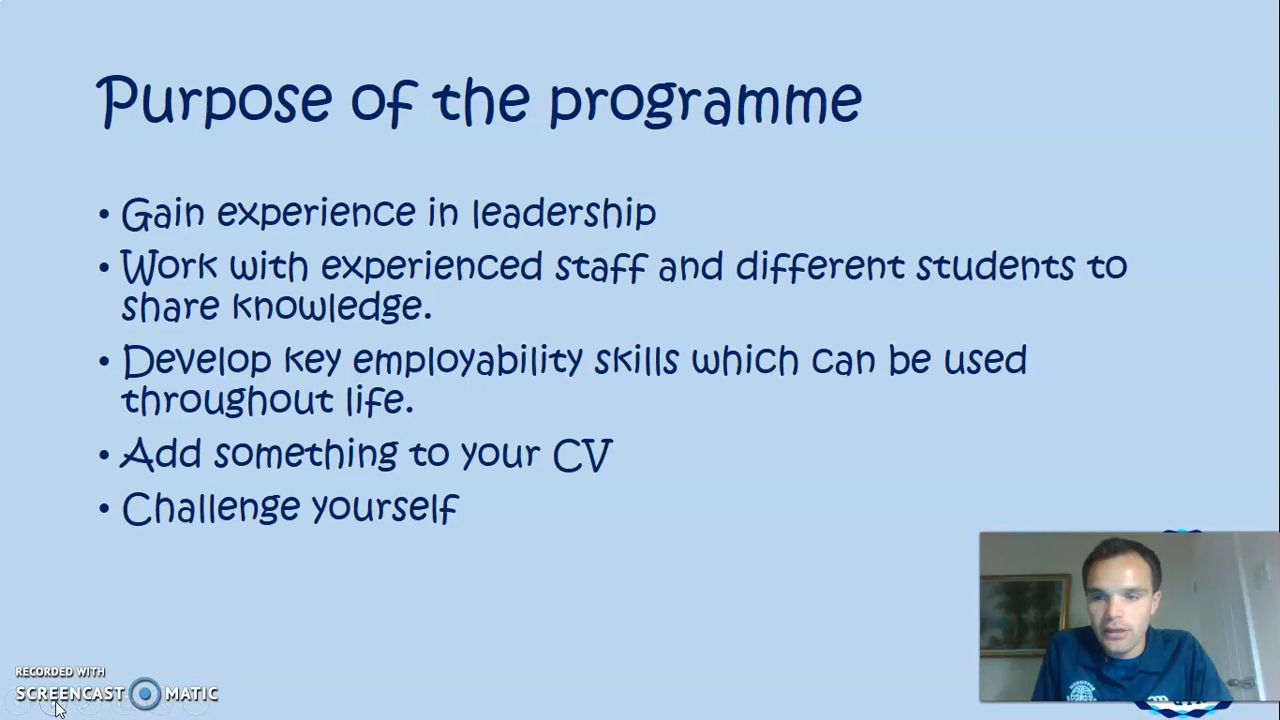 Purpose of the programme
• Gain experience in leadership
• Work with experienced staff and different students to
share knowledge.
• Develop key employability skills which can be used
throughout life.
• Add something to your CV
• Challenge yourself
RECORDED WITH
SCREENCAST MATIC